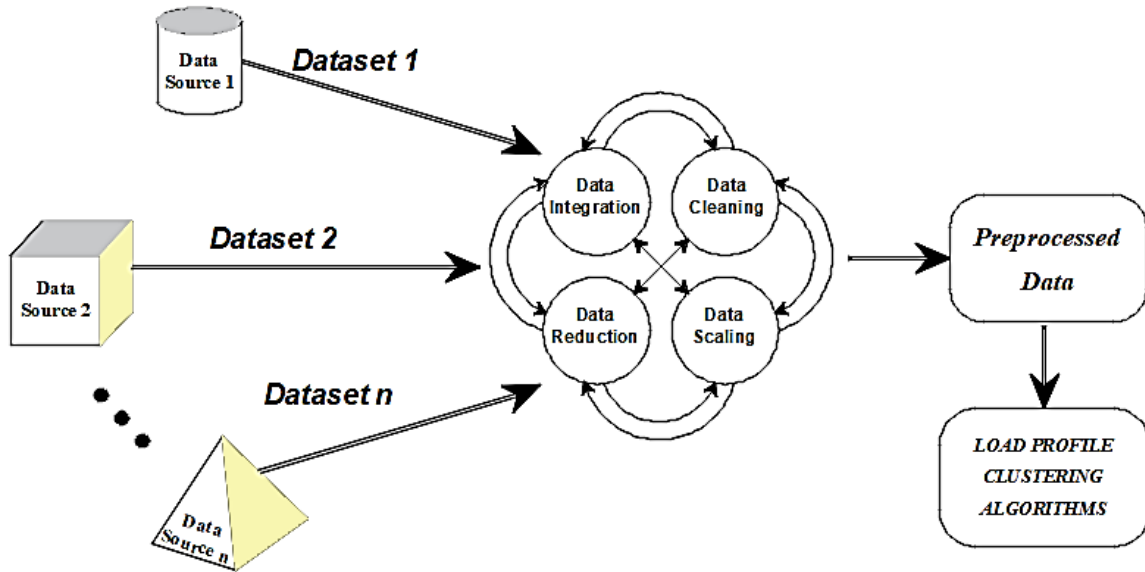 Data
Source 1
Dataset 1
Data
Integration
Data
Cleaning
Dataset 2
Data
Source 2
Data
Reduction
Data
Scaling
Preprocessed
Data
Dataset n
Data
Source n
LOAD PROFILE
CLUSTERING
ALGORITHMS